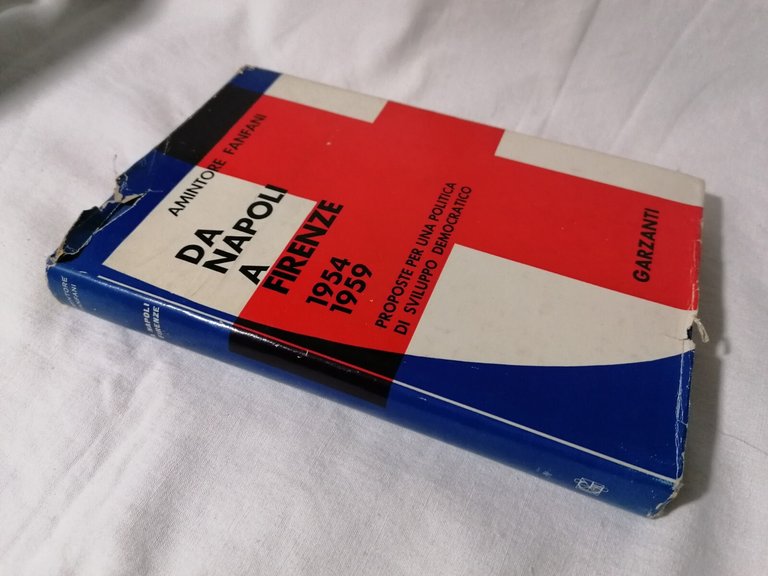 AMINTORE FANFANI
DA
NAPOLI
A
FIRENZE
1954
1959
PROPOSTE PER UNA POLITICA
DI SVILUPPO DEMOCRATICO
GARZANTI
NAPOLI
FIRENZE